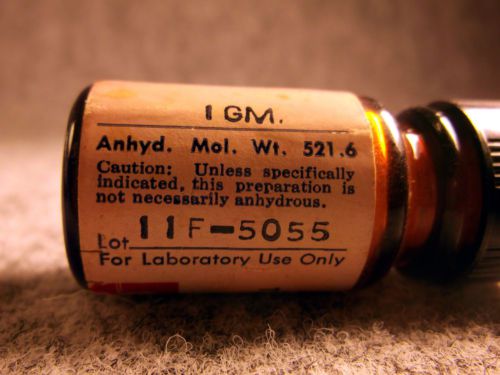 1 GM.
Anhyd. Mol. Wt. 521.6
Caution: Unless specifically
indicated, this preparation is
not necessarily anhydrous.
Lot 11F-5055
For Laboratory Use Only